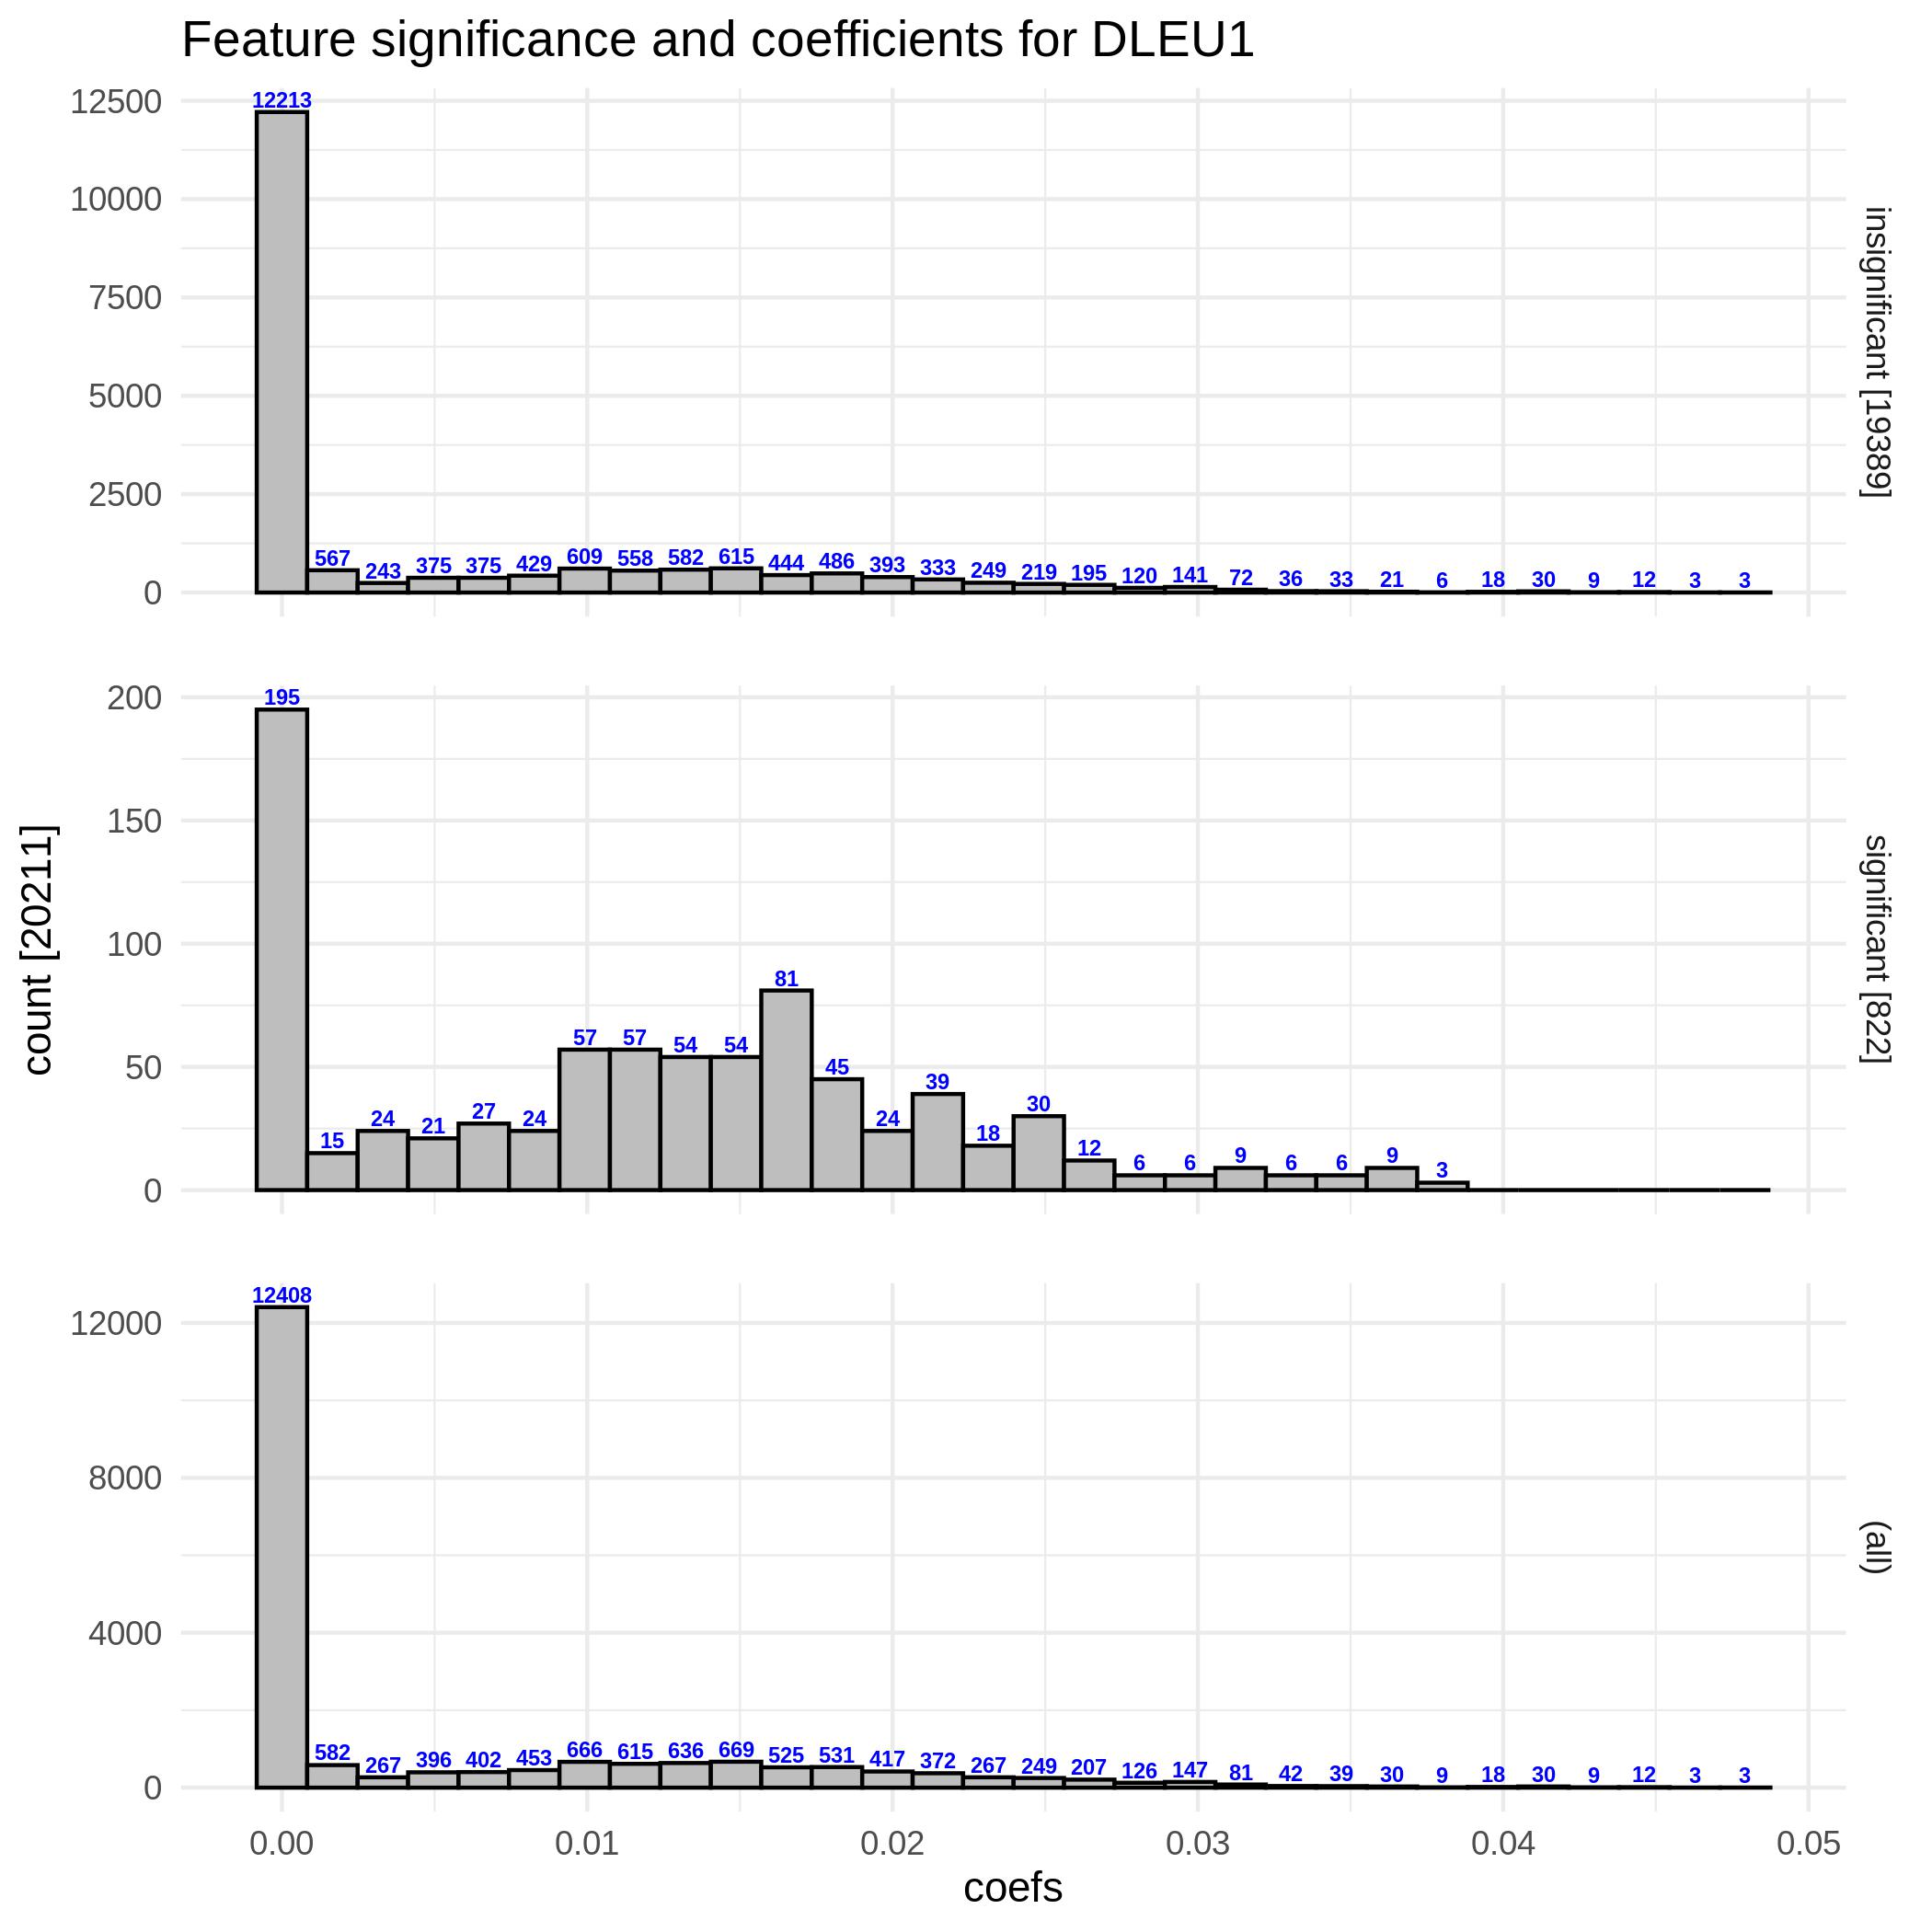 Feature significance and coefficients for DLEU1
12500
10000
7500
5000
2500
0
12213 567 243 375 375 429 609 558 582 615 444 486 393 333 249 219 195 120 141 72 36 33 21 6 18 30 9 12 3 3
insignificant [19389]
count [20211]
200
150
100
50
0
195 15 24 21 27 24 57 57 54 54 81 45 24 39 18 30 12 6 6 9 6 6 9 3
significant [822]
12000
8000
4000
0
12408 582 267 396 402 453 666 615 636 669 525 531 417 372 267 249 207 126 147 81 42 39 30 9 18 30 9 12 3 3
(all)
0.00 0.01 0.02 0.03 0.04 0.05
coefs